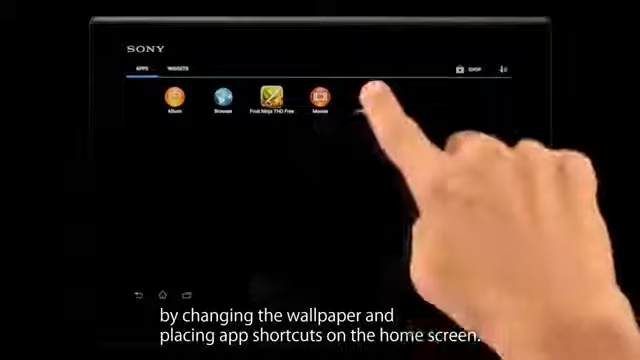 SONY
APPS WIDGETS SHOP
Album Browser Fruit Ninja THD Free Movies
by changing the wallpaper and
placing app shortcuts on the home screen.